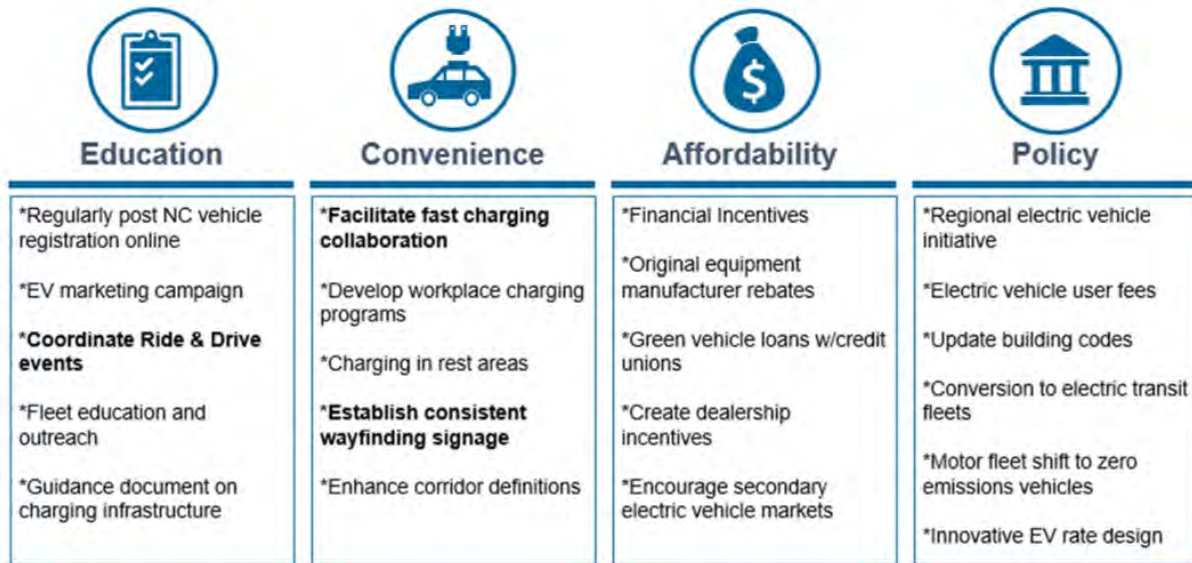 Education
*Regularly post NC vehicle
registration online
*EV marketing campaign
*Coordinate Ride & Drive
events
*Fleet education and
outreach
*Guidance document on
charging infrastructure
Convenience
*Facilitate fast charging
collaboration
*Develop workplace charging
programs
*Charging in rest areas
*Establish consistent
wayfinding signage
*Enhance corridor definitions
$
Affordability
*Financial Incentives
*Original equipment
manufacturer rebates
*Green vehicle loans w/credit
unions
*Create dealership
incentives
*Encourage secondary
electric vehicle markets
Policy
*Regional electric vehicle
initiative
*Electric vehicle user fees
*Update building codes
*Conversion to electric transit
fleets
*Motor fleet shift to zero
emissions vehicles
*Innovative EV rate design